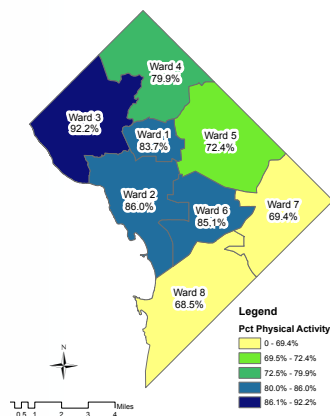 Ward 4
79.9%
Ward 3
92.2%
Ward 1
83.7%
Ward 5
72.4%
Ward 2
86.0%
Ward 6
85.1%
Ward 7
69.4%
Ward 8
68.5%
Legend
Pct Physical Activity
0 - 69.4%
69.5% - 72.4%
72.5% - 79.9%
80.0% - 86.0%
86.1% - 92.2%
N
0 0.5 1 2 3 4
Miles